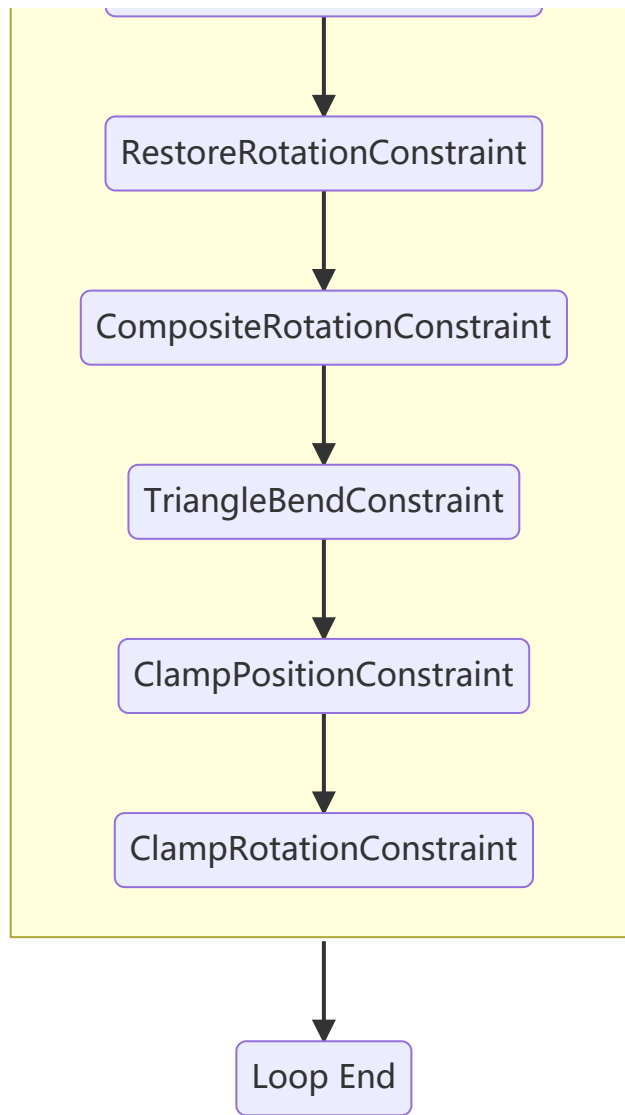 RestoreRotationConstraint
CompositeRotationConstraint
TriangleBendConstraint
ClampPositionConstraint
ClampRotationConstraint
Loop End